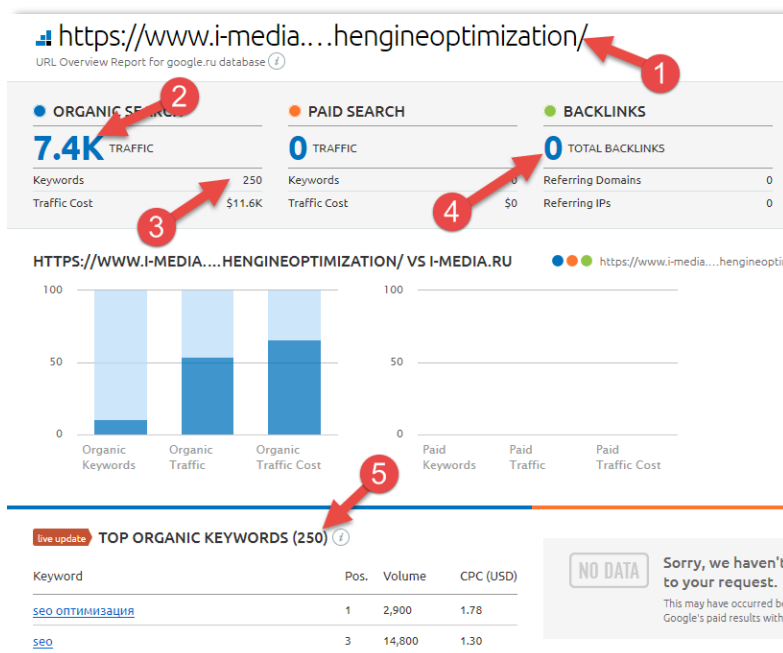 https://www.i-media....hengineoptimization/
URL Overview Report for google.ru database i
1
2
ORGANIC SEARCH
PAID SEARCH
BACKLINKS
7.4K TRAFFIC
0 TRAFFIC
0 TOTAL BACKLINKS
Keywords 250
Keywords 0
Referring Domains 0
Traffic Cost $11.6K
Traffic Cost $0
Referring IPs 0
3
4
HTTPS://WWW.I-MEDIA....HENGINEOPTIMIZATION/ VS I-MEDIA.RU
https://www.i-media....hengineopti
100
50
0
Organic Keywords
Organic Traffic
Organic Traffic Cost
100
50
0
Paid Keywords
Paid Traffic
Paid Traffic Cost
5
live update TOP ORGANIC KEYWORDS (250) i
Keyword Pos. Volume CPC (USD)
seo оптимизация 1 2,900 1.78
seo 3 14,800 1.30
NO DATA
Sorry, we haven't
to your request.
This may have occurred be
Google's paid results with